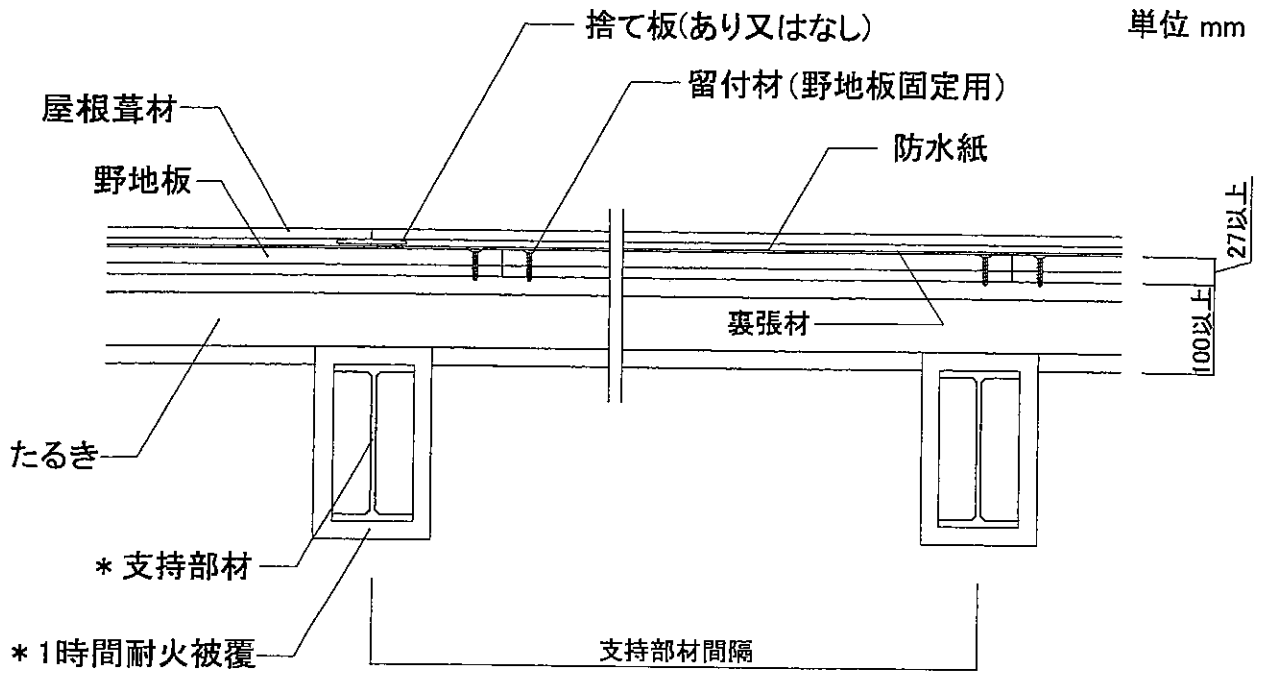 捨て板(あり又はなし)
単位 mm
留付材(野地板固定用)
屋根葺材
防水紙
野地板
27以上
裏張材
100以上
たるき
*支持部材
*1時間耐火被覆
支持部材間隔